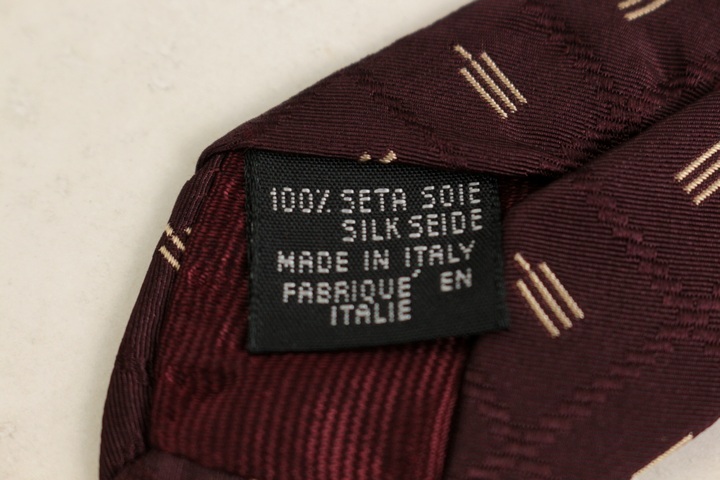 100% SETA SOIE
SILK SEIDE
MADE IN ITALY
FABRIQUÉ EN
ITALIE